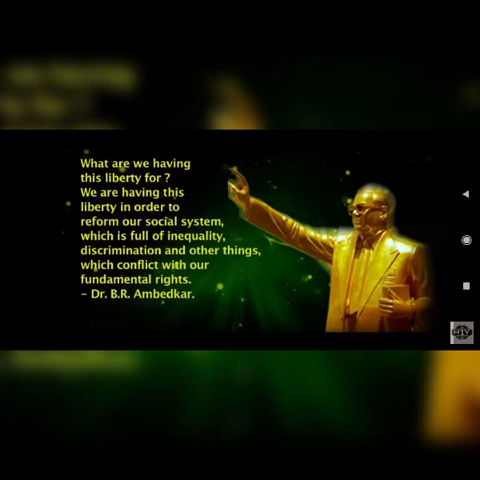 What are we having
this liberty for ?
We are having this
liberty in order to
reform our social system,
which is full of inequality,
discrimination and other things,
which conflict with our
fundamental rights.
- Dr. B.R. Ambedkar.